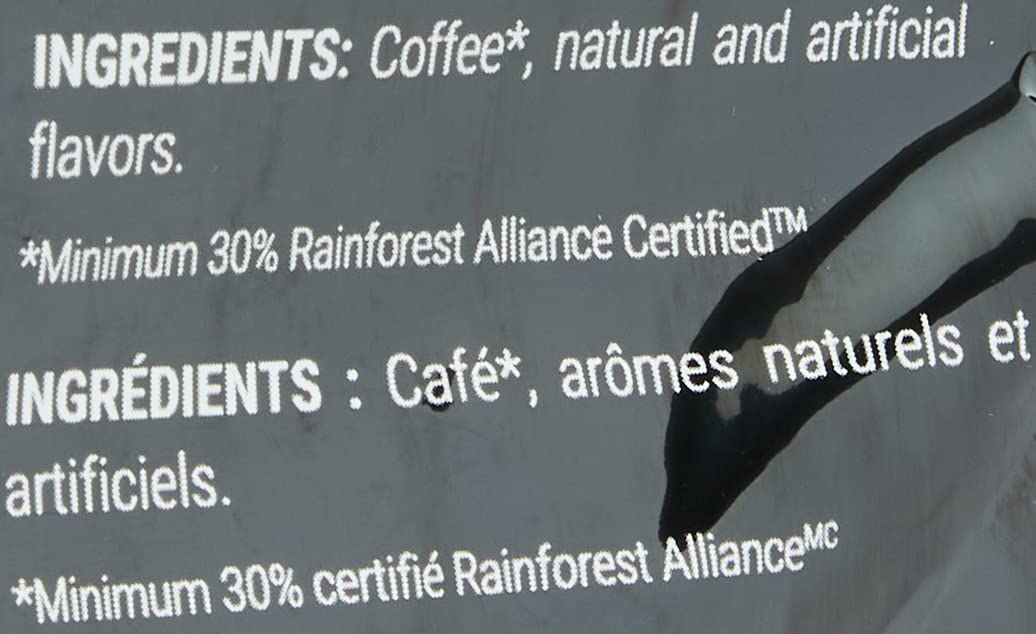 INGREDIENTS: Coffee*, natural and artificial
flavors.
*Minimum 30% Rainforest Alliance Certified™
INGRÉDIENTS : Café*, arômes naturels et
artificiels.
*Minimum 30% certifié Rainforest Allianceᴹᶜ